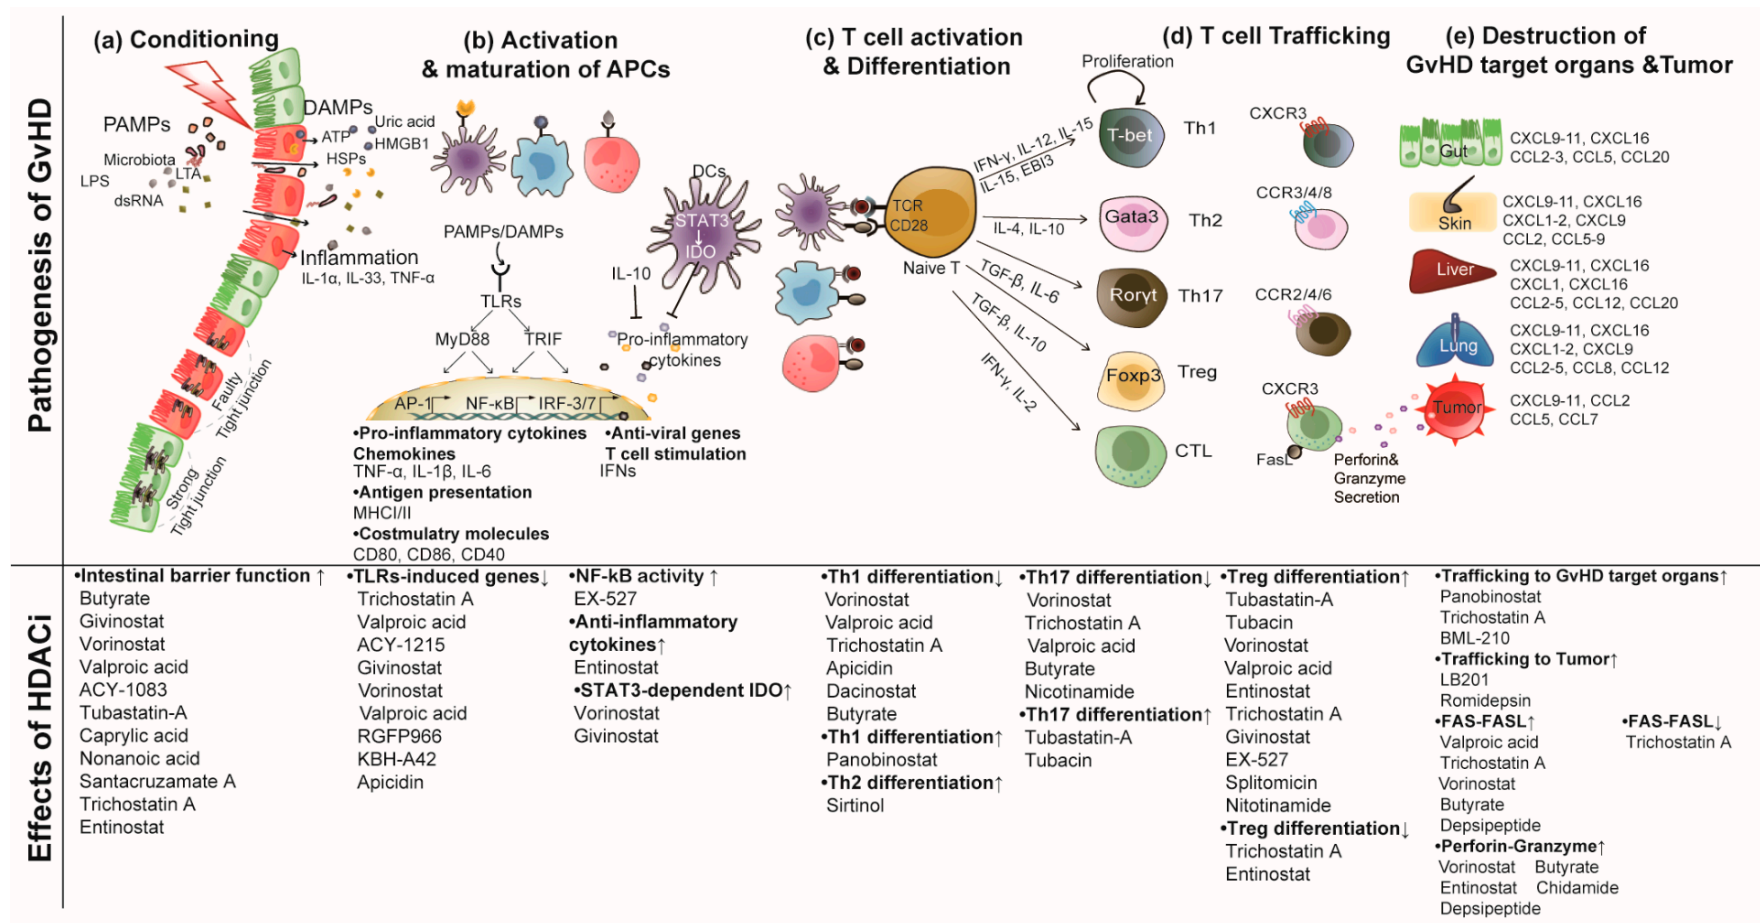 Pathogenesis of GvHD
(a) Conditioning
PAMPs
Microbiota
LTA
LPS
dsRNA
DAMPs
Uric acid
ATP
HMGB1
HSPs
Inflammation
IL-1α, IL-33, TNF-α
Faulty
Tight junction
Strong
Tight junction
(b) Activation
& maturation of APCs
PAMPs/DAMPs
TLRs
MyD88
TRIF
AP-1
NF-κB
IRF-3/7
DCs
STAT3
IDO
IL-10
Pro-inflammatory
cytokines
•Pro-inflammatory cytokines
Chemokines
TNF-α, IL-1β, IL-6
•Antigen presentation
MHCI/II
•Costmulatry molecules
CD80, CD86, CD40
•Anti-viral genes
T cell stimulation
IFNs
(c) T cell activation
& Differentiation
TCR
CD28
Naive T
IFN-γ, IL-12, IL-15
IL-15, EBI3
IL-4, IL-10
TGF-β, IL-6
TGF-β, IL-10
IFN-γ, IL-2
Proliferation
T-bet
Th1
Gata3
Th2
Rorγt
Th17
Foxp3
Treg
CTL
(d) T cell Trafficking
CXCR3
CCR3/4/8
CCR2/4/6
CXCR3
FasL
Perforin&
Granzyme
Secretion
(e) Destruction of
GvHD target organs &Tumor
Gut
CXCL9-11, CXCL16
CCL2-3, CCL5, CCL20
Skin
CXCL9-11, CXCL16
CXCL1-2, CXCL9
CCL2, CCL5-9
Liver
CXCL9-11, CXCL16
CXCL1, CXCL16
CCL2-5, CCL12, CCL20
Lung
CXCL9-11, CXCL16
CXCL1-2, CXCL9
CCL2-5, CCL8, CCL12
Tumor
CXCL9-11, CCL2
CCL5, CCL7
Effects of HDACi
•Intestinal barrier function ↑
Butyrate
Givinostat
Vorinostat
Valproic acid
ACY-1083
Tubastatin-A
Caprylic acid
Nonanoic acid
Santacruzamate A
Trichostatin A
Entinostat
•TLRs-induced genes↓
Trichostatin A
Valproic acid
ACY-1215
Givinostat
Vorinostat
Valproic acid
RGFP966
KBH-A42
Apicidin
•NF-kB activity ↑
EX-527
•Anti-inflammatory
cytokines↑
Entinostat
•STAT3-dependent IDO↑
Vorinostat
Givinostat
•Th1 differentiation↓
Vorinostat
Valproic acid
Trichostatin A
Apicidin
Dacinostat
Butyrate
•Th1 differentiation↑
Panobinostat
•Th2 differentiation↑
Sirtinol
•Th17 differentiation↓
Vorinostat
Trichostatin A
Valproic acid
Butyrate
Nicotinamide
•Th17 differentiation↑
Tubastatin-A
Tubacin
•Treg differentiation↑
Tubastatin-A
Tubacin
Vorinostat
Valproic acid
Entinostat
Trichostatin A
Givinostat
EX-527
Splitomicin
Nitotinamide
•Treg differentiation↓
Trichostatin A
Entinostat
•Trafficking to GvHD target organs↑
Panobinostat
Trichostatin A
BML-210
•Trafficking to Tumor↑
LB201
Romidepsin
•FAS-FASL↑
Valproic acid
Trichostatin A
Vorinostat
Butyrate
Depsipeptide
•FAS-FASL↓
Trichostatin A
•Perforin-Granzyme↑
Vorinostat Butyrate
Entinostat Chidamide
Depsipeptide